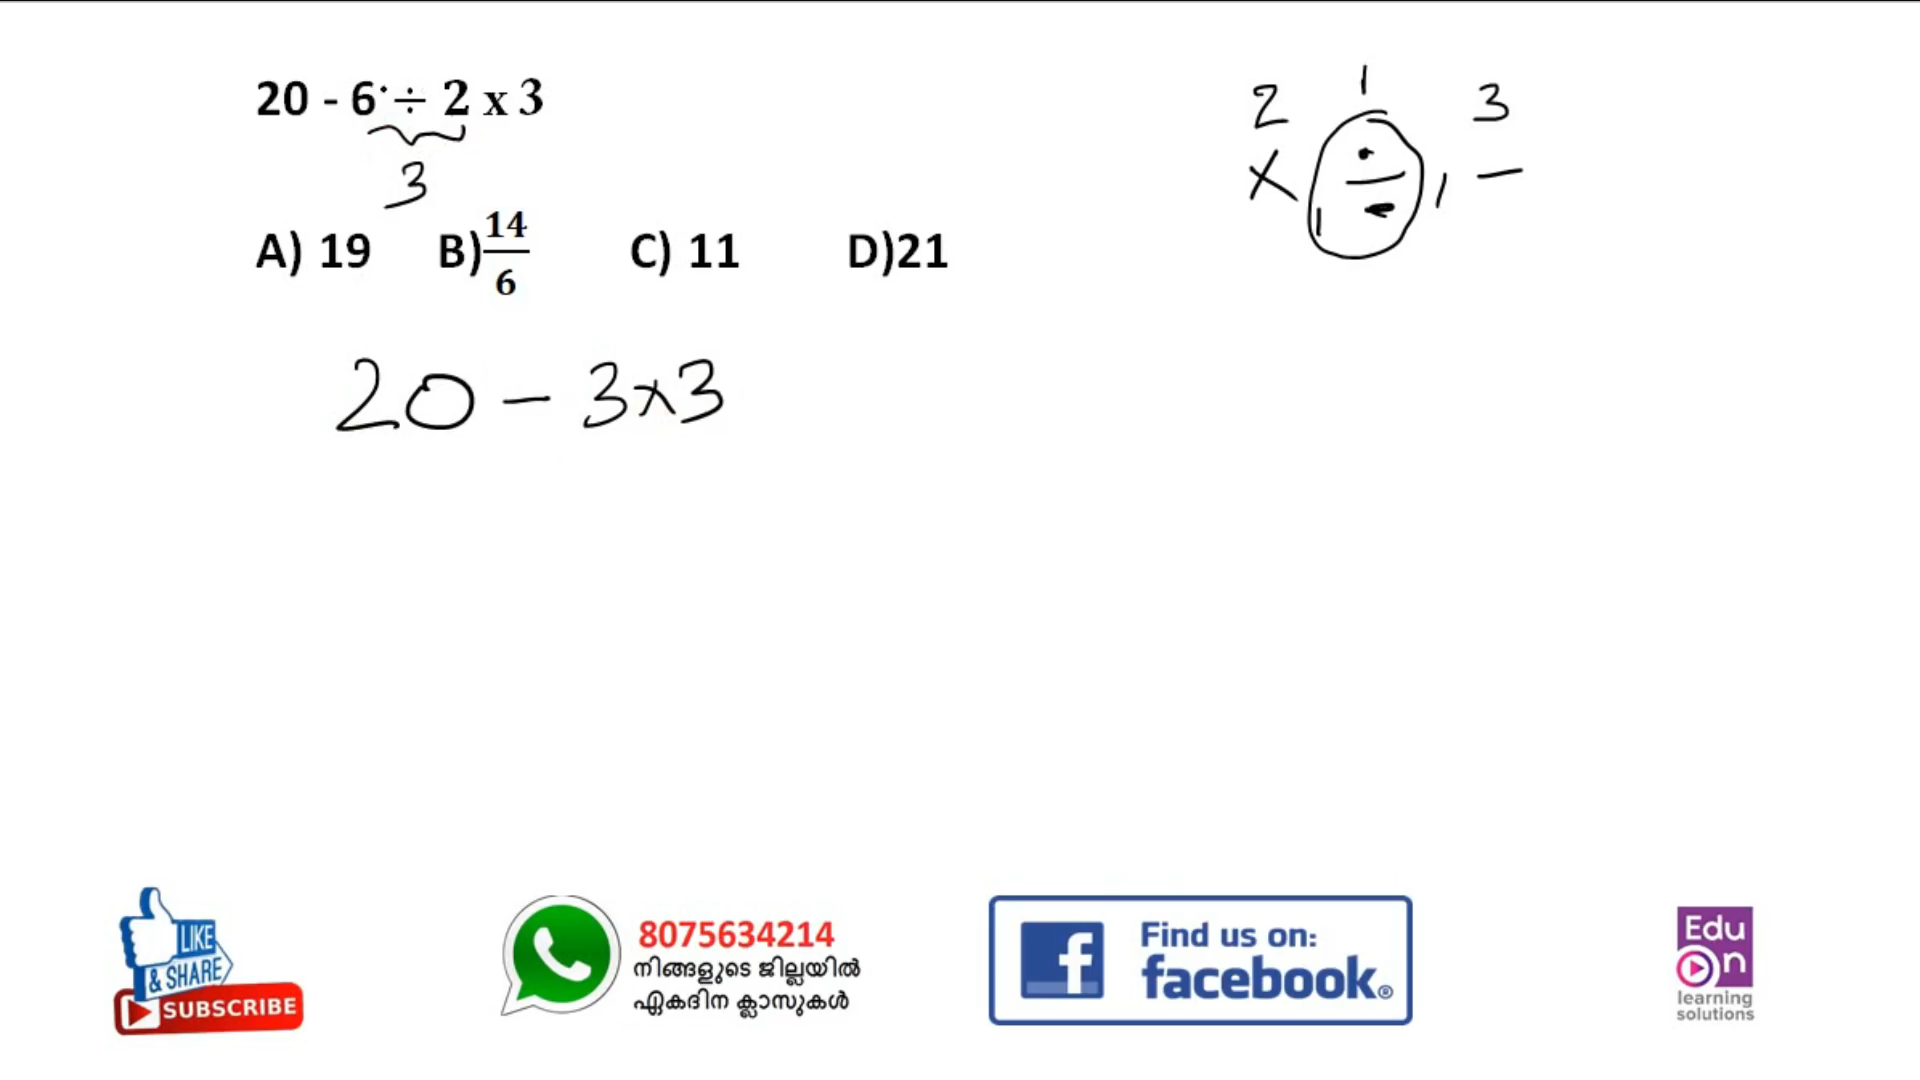 20 - 6 ÷ 2 x 3
3
A) 19 B) 14/6 C) 11 D)21
20 - 3x3
2 1 3
x ÷ , -
LIKE
& SHARE
SUBSCRIBE
8075634214
നിങ്ങളുടെ ജില്ലയിൽ
ഏകദിന ക്ലാസുകൾ
f
Find us on:
facebook®
Edu
On
learning
solutions